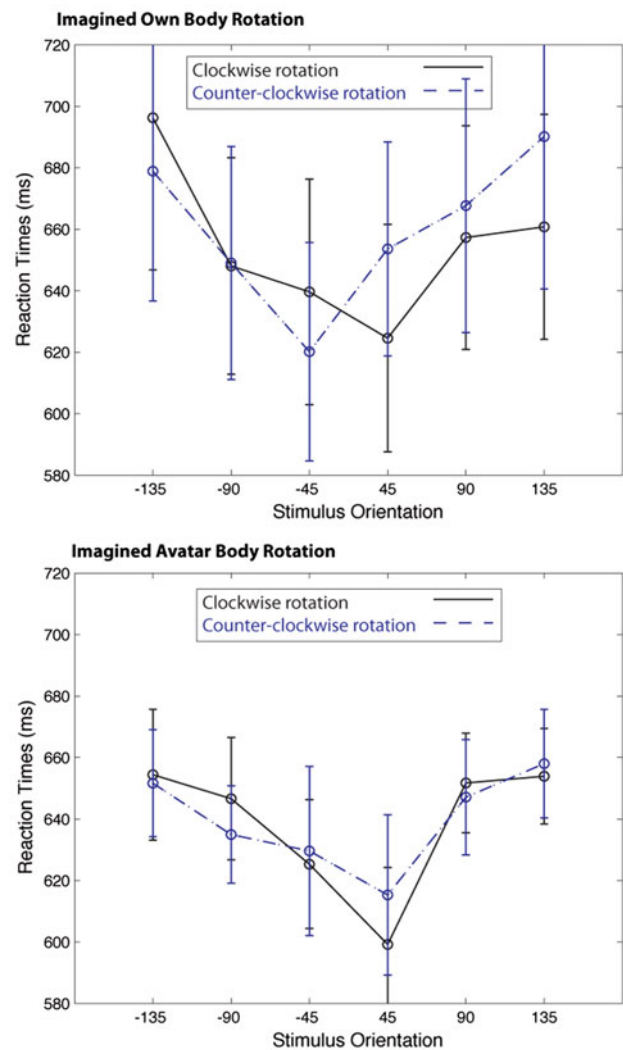 Imagined Own Body Rotation
720
Clockwise rotation
Counter-clockwise rotation
700
680
660
640
620
600
580
Reaction Times (ms)
-135 -90 -45 45 90 135
Stimulus Orientation
Imagined Avatar Body Rotation
720
Clockwise rotation
Counter-clockwise rotation
700
680
660
640
620
600
580
Reaction Times (ms)
-135 -90 -45 45 90 135
Stimulus Orientation